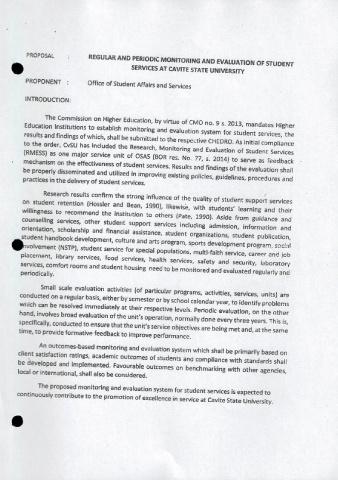 PROPOSAL : REGULAR AND PERIODIC MONITORING AND EVALUATION OF STUDENT
SERVICES AT CAVITE STATE UNIVERSITY
PROPONENT : Office of Student Affairs and Services
INTRODUCTION:
The Commission on Higher Education, by virtue of CMO no. 9 s. 2013, mandates Higher
Education Institutions to establish monitoring and evaluation system for student services, the
results and findings of which, shall be submitted to the respective CHEDRO. As initial compliance
to the order, CvSU has included the Research, Monitoring and Evaluation of Student Services
(RMESS) as one major service unit of OSAS (BOR res. No. 77, s. 2014) to serve as feedback
mechanism on the effectiveness of student services. Results and findings of the evaluation shall
be properly disseminated and utilized in improving existing policies, guidelines, procedures and
practices in the delivery of student services.
Research results confirm the strong influence of the quality of student support services
on student retention (Hossler and Bean, 1990), likewise, with students' learning and their
willingness to recommend the institution to others (Pate, 1990). Aside from guidance and
counselling services, other student support services including admission, information and
orientation, scholarship and financial assistance, student organizations, student publication,
student handbook development, culture and arts program, sports development program, social
involvement (NSTP), student service for special populations, multi-faith service, career and job
placement, library services, food services, health services, safety and security, laboratory
services, comfort rooms and student housing need to be monitored and evaluated regularly and
periodically.
Small scale evaluation activities (of particular programs, activities, services, units) are
conducted on a regular basis, either by semester or by school calendar year, to identify problems
which can be resolved immediately at their respective levels. Periodic evaluation, on the other
hand, involves broad evaluation of the unit's operation, normally done every three years. This is,
specifically, conducted to ensure that the unit's service objectives are being met and, at the same
time, to provide formative feedback to improve performance.
An outcomes-based monitoring and evaluation system which shall be primarily based on
client satisfaction ratings, academic outcomes of students and compliance with standards shall
be developed and implemented. Favourable outcomes on benchmarking with other agencies,
local or international, shall also be considered.
The proposed monitoring and evaluation system for student services is expected to
continuously contribute to the promotion of excellence in service at Cavite State University.